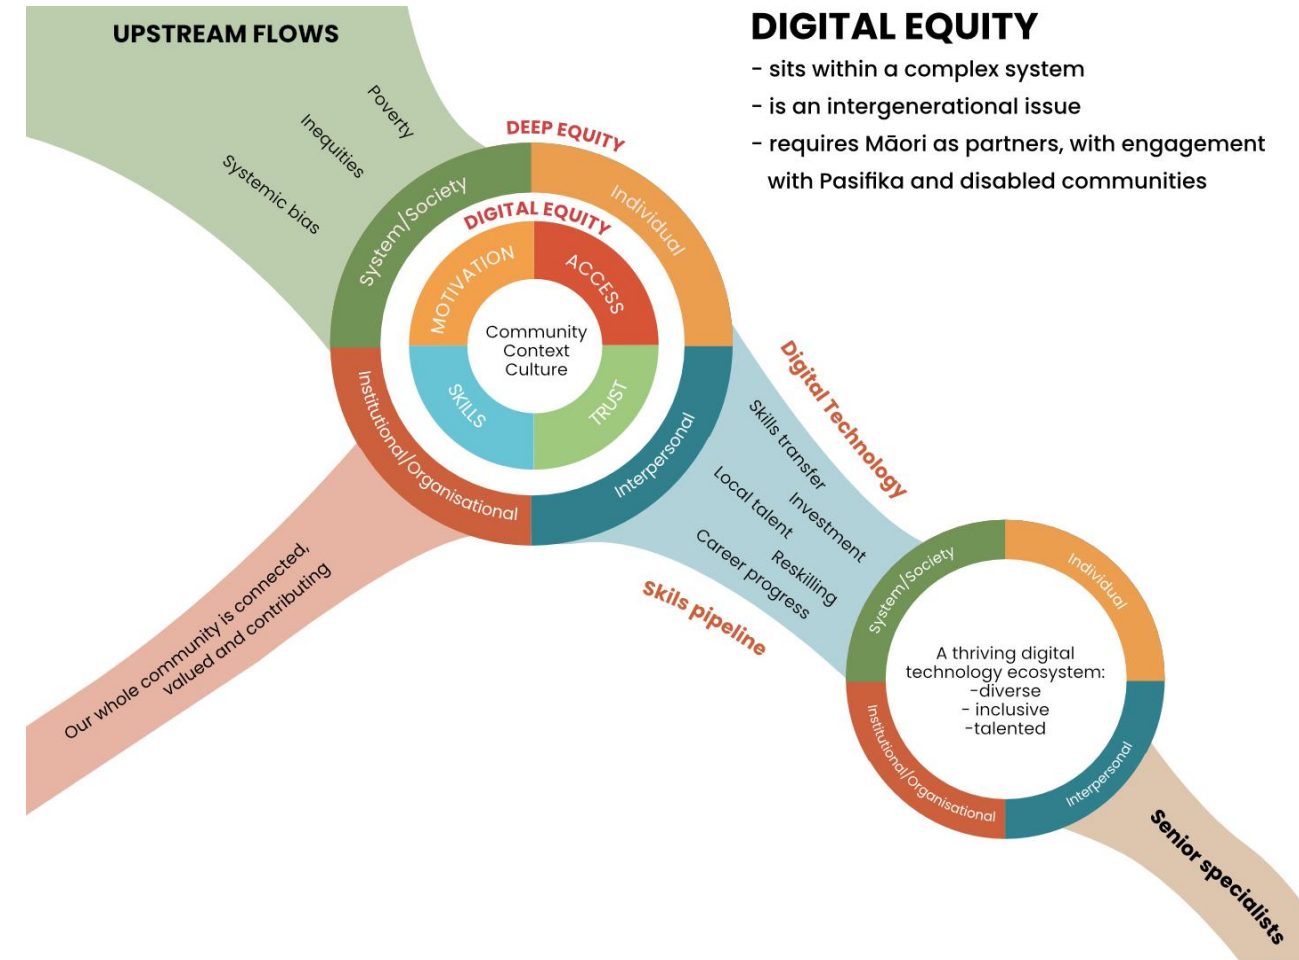 UPSTREAM FLOWS
Poverty
Inequities
Systemic bias
DIGITAL EQUITY
- sits within a complex system
- is an intergenerational issue
- requires Māori as partners, with engagement
with Pasifika and disabled communities
DEEP EQUITY
System/Society
Individual
Institutional/Organisational
Interpersonal
DIGITAL EQUITY
MOTIVATION
ACCESS
SKILLS
TRUST
Community
Context
Culture
Digital Technology
Skills transfer
Investment
Local talent
Reskilling
Career progress
Skils pipeline
Our whole community is connected,
valued and contributing
System/Society
Individual
Institutional/Organisational
Interpersonal
A thriving digital
technology ecosystem:
-diverse
- inclusive
-talented
Senior specialists